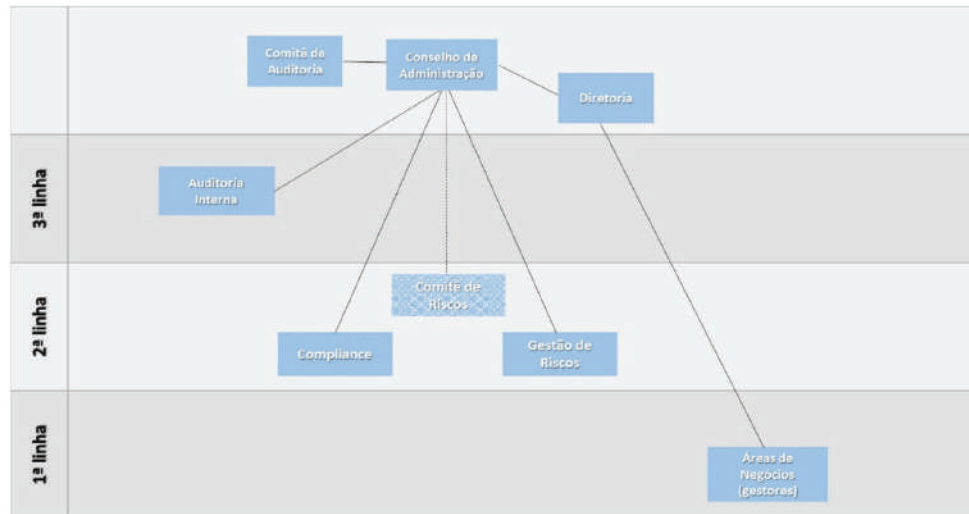 Comitê de
Auditoria
Conselho de
Administração
Diretoria
3ª linha
Auditoria
Interna
2ª linha
Comitê de
Riscos
Compliance
Gestão de
Riscos
1ª linha
Áreas de
Negócios
(gestores)